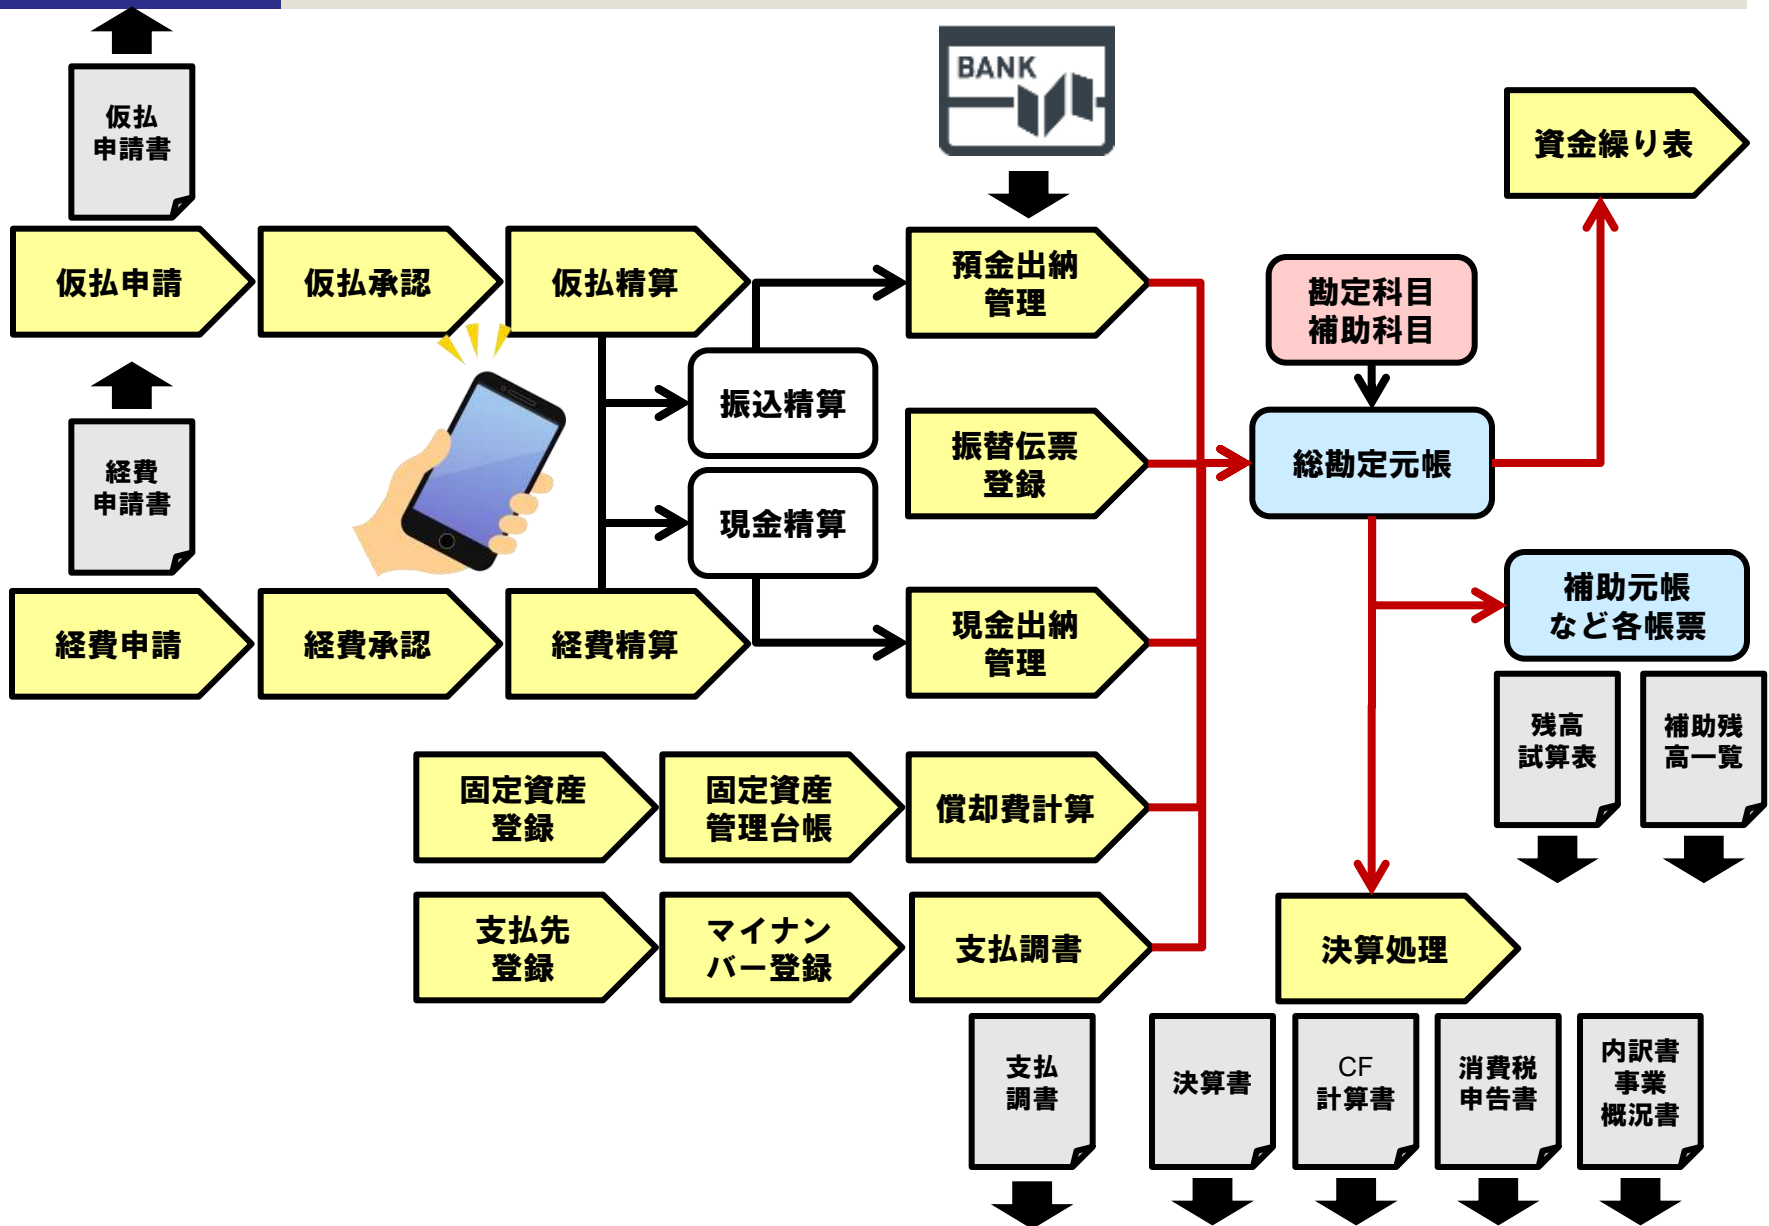 仮払
申請書
BANK
資金繰り表
仮払申請
仮払承認
仮払精算
預金出納
管理
勘定科目
補助科目
経費
申請書
振込精算
現金精算
振替伝票
登録
総勘定元帳
補助元帳
など各帳票
経費申請
経費承認
経費精算
現金出納
管理
残高
試算表
補助残
高一覧
固定資産
登録
固定資産
管理台帳
償却費計算
支払先
登録
マイナン
バー登録
支払調書
決算処理
支払
調書
決算書
CF
計算書
消費税
申告書
内訳書
事業
概況書